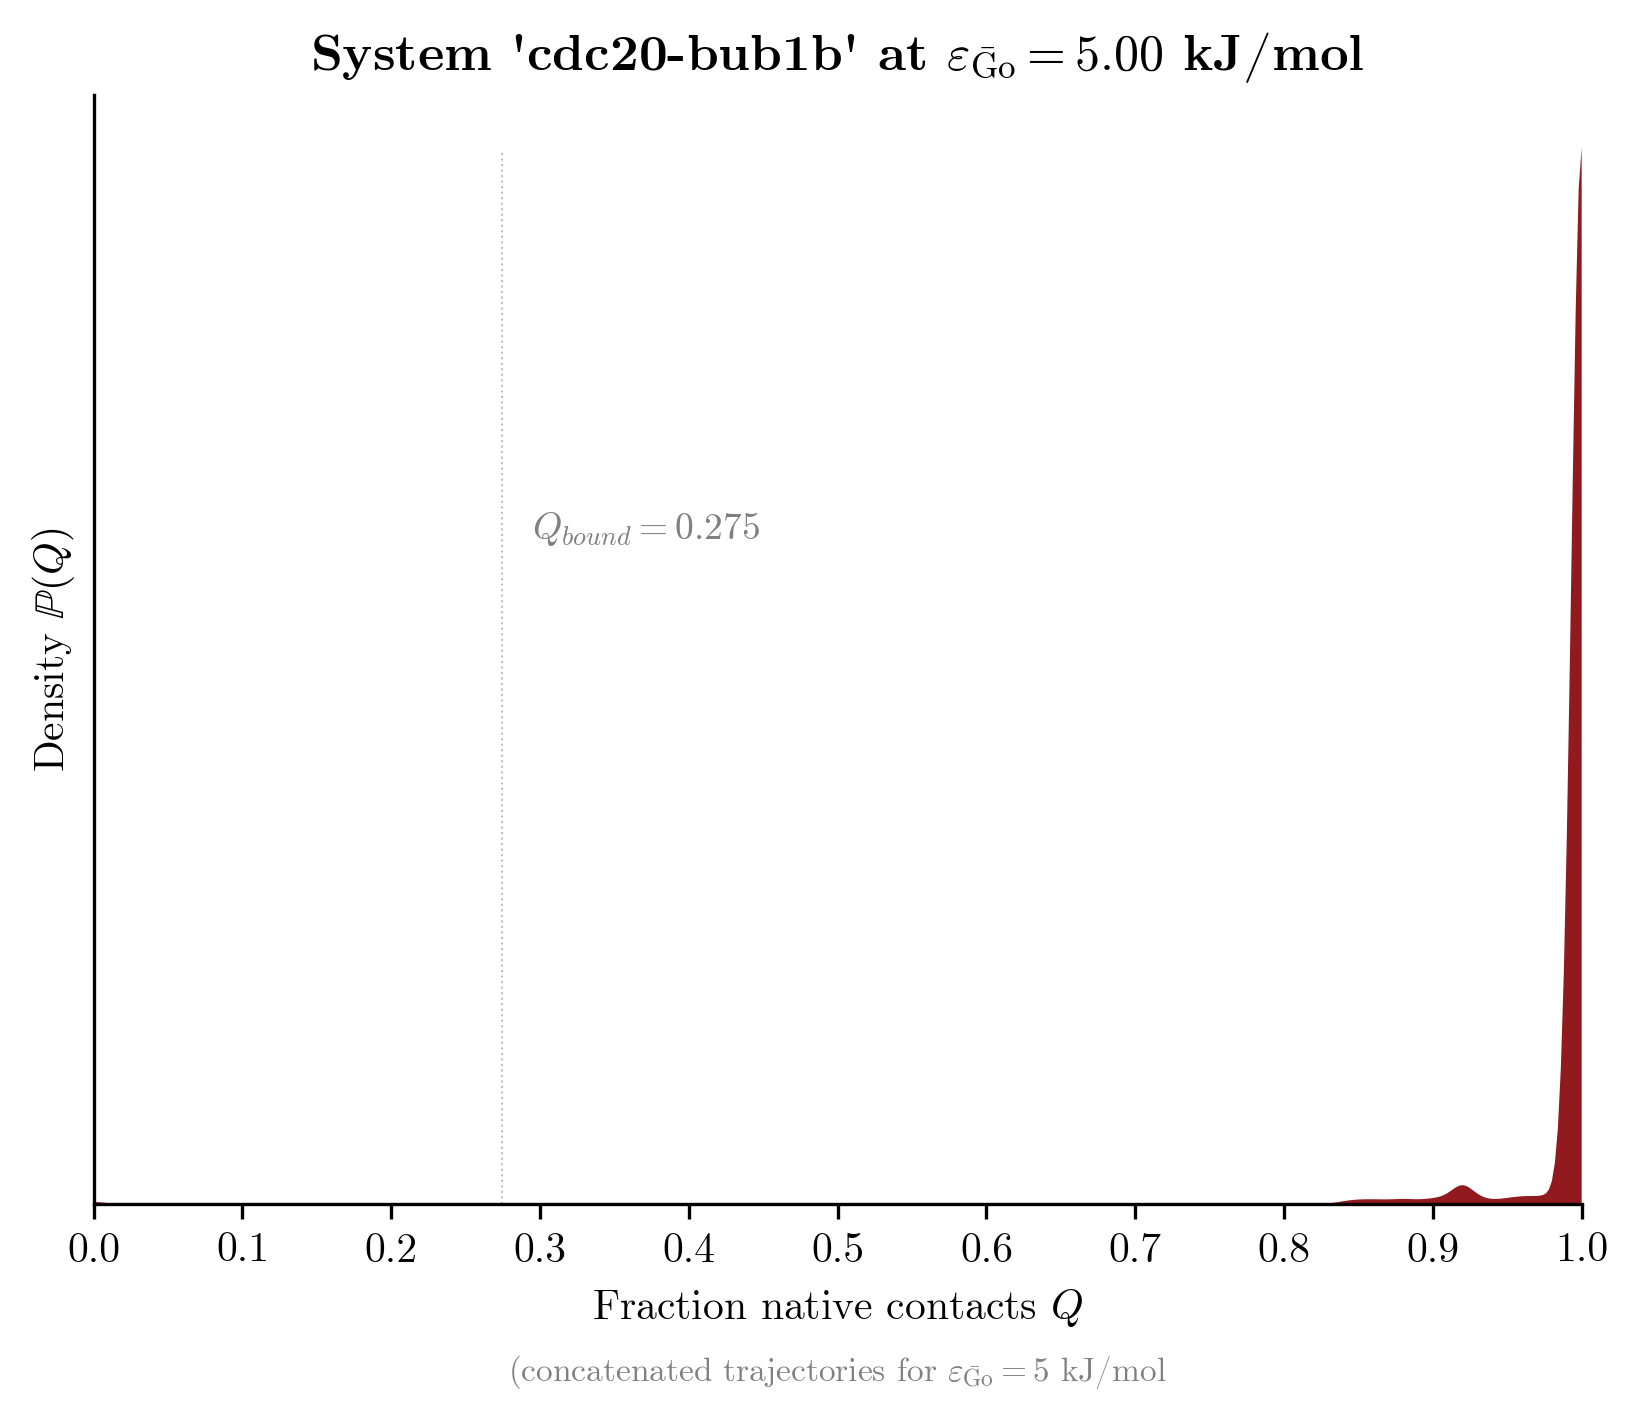 System 'cdc20-bub1b' at ε_Ḡo = 5.00 kJ/mol
Density ℙ(Q)
Q_bound = 0.275
0.0 0.1 0.2 0.3 0.4 0.5 0.6 0.7 0.8 0.9 1.0
Fraction native contacts Q
(concatenated trajectories for ε_Ḡo = 5 kJ/mol